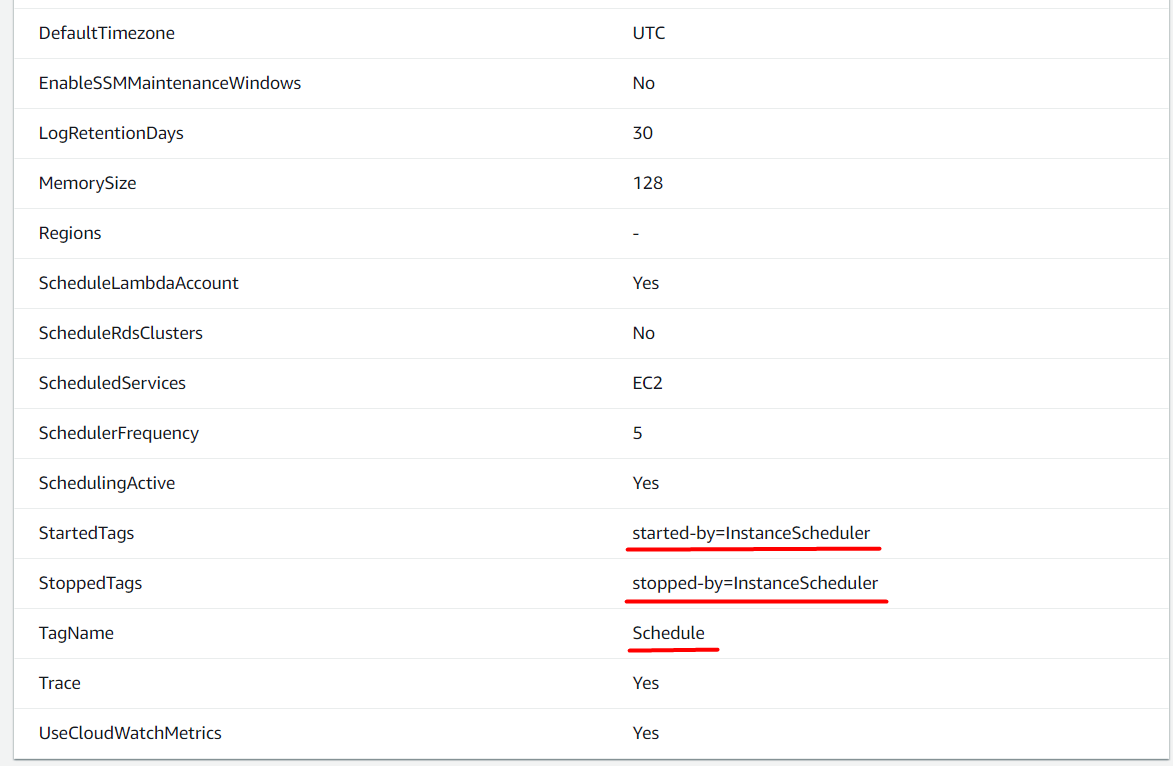 DefaultTimezone UTC
EnableSSMMaintenanceWindows No
LogRetentionDays 30
MemorySize 128
Regions -
ScheduleLambdaAccount Yes
ScheduleRdsClusters No
ScheduledServices EC2
SchedulerFrequency 5
SchedulingActive Yes
StartedTags started-by=InstanceScheduler
StoppedTags stopped-by=InstanceScheduler
TagName Schedule
Trace Yes
UseCloudWatchMetrics Yes